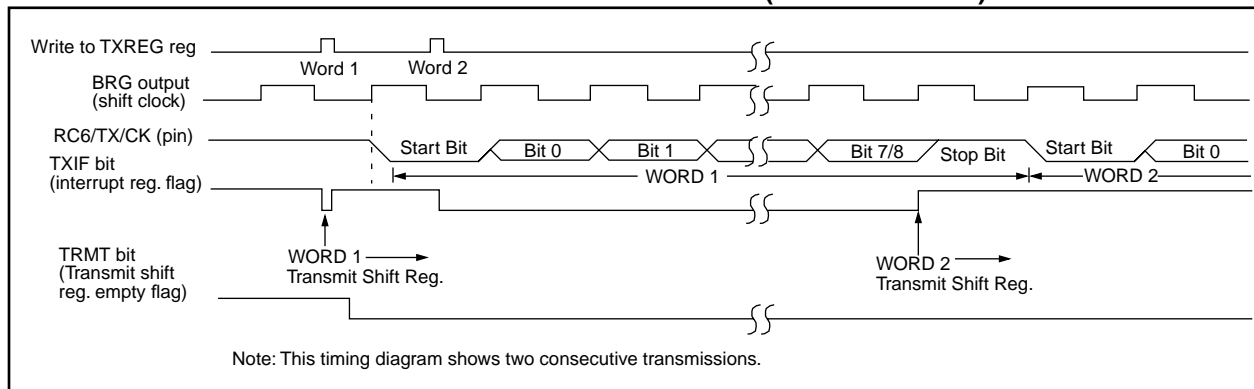 Write to TXREG reg
Word 1
Word 2
BRG output
(shift clock)
RC6/TX/CK (pin)
Start Bit
Bit 0
Bit 1
Bit 7/8
Stop Bit
Start Bit
Bit 0
TXIF bit
(interrupt reg. flag)
WORD 1
WORD 2
TRMT bit
(Transmit shift
reg. empty flag)
WORD 1
Transmit Shift Reg.
WORD 2
Transmit Shift Reg.
Note: This timing diagram shows two consecutive transmissions.